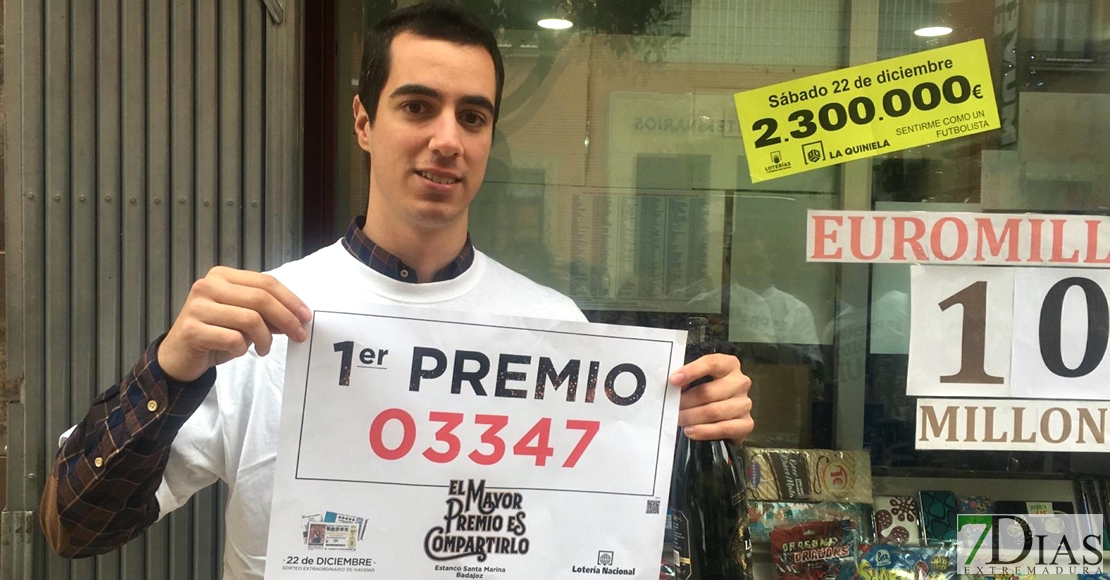 1er PREMIO
03347
EL MAYOR
PREMIO ES
COMPARTIRLO
·22 DE DICIEMBRE·
SORTEO EXTRAORDINARIO DE NAVIDAD
Estanco Santa Marina
Badajoz
Lotería Nacional
Sábado 22 de diciembre
2.300.000€
SENTIRME COMO UN
FUTBOLISTA
LOTERÍAS
LA QUINIELA
EUROMILL
10
MILLON
DRAGONS
7DIAS
EXTREMADURA